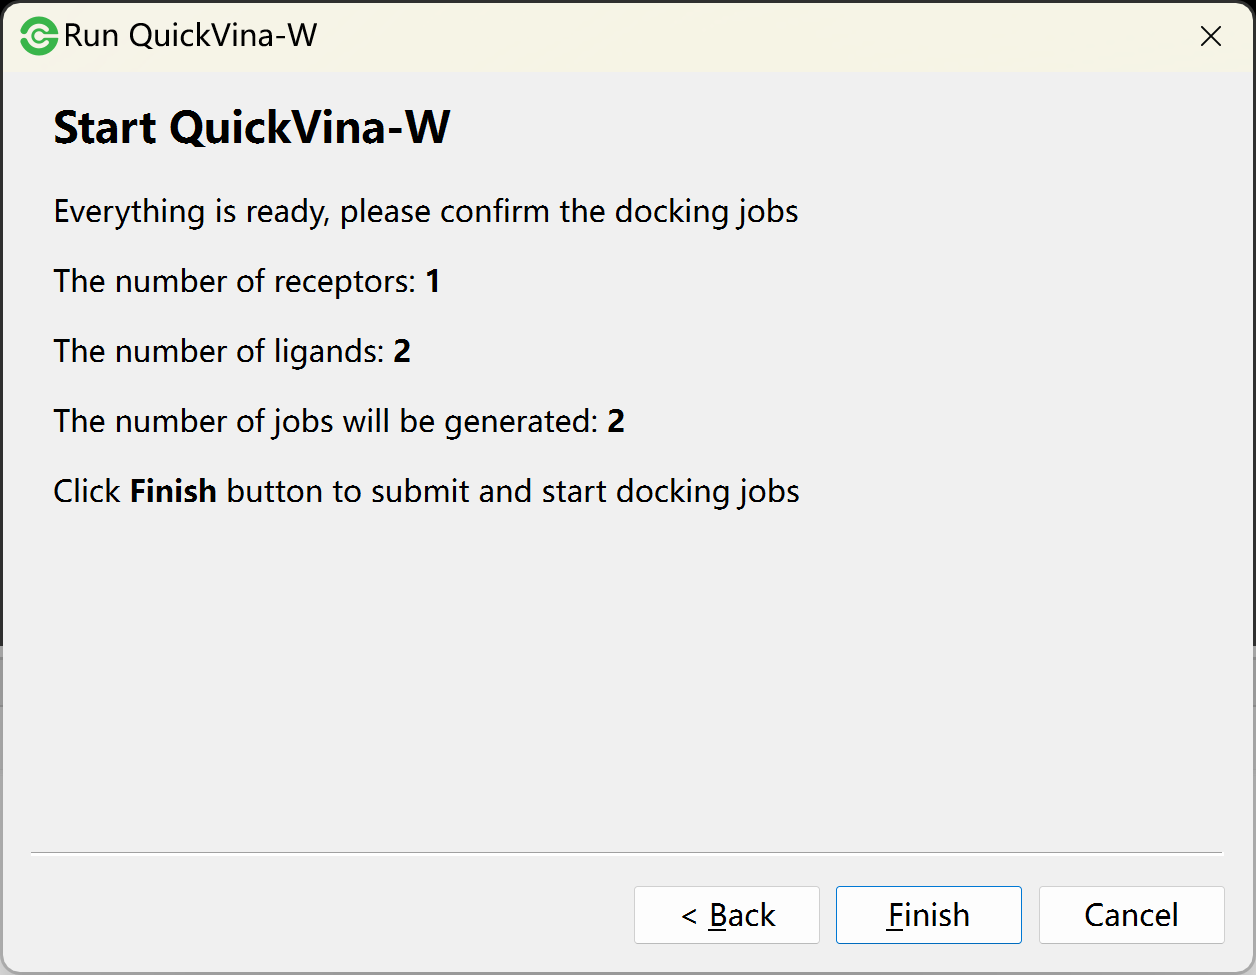 Run QuickVina-W
Start QuickVina-W
Everything is ready, please confirm the docking jobs
The number of receptors: 1
The number of ligands: 2
The number of jobs will be generated: 2
Click Finish button to submit and start docking jobs
< Back
Finish
Cancel